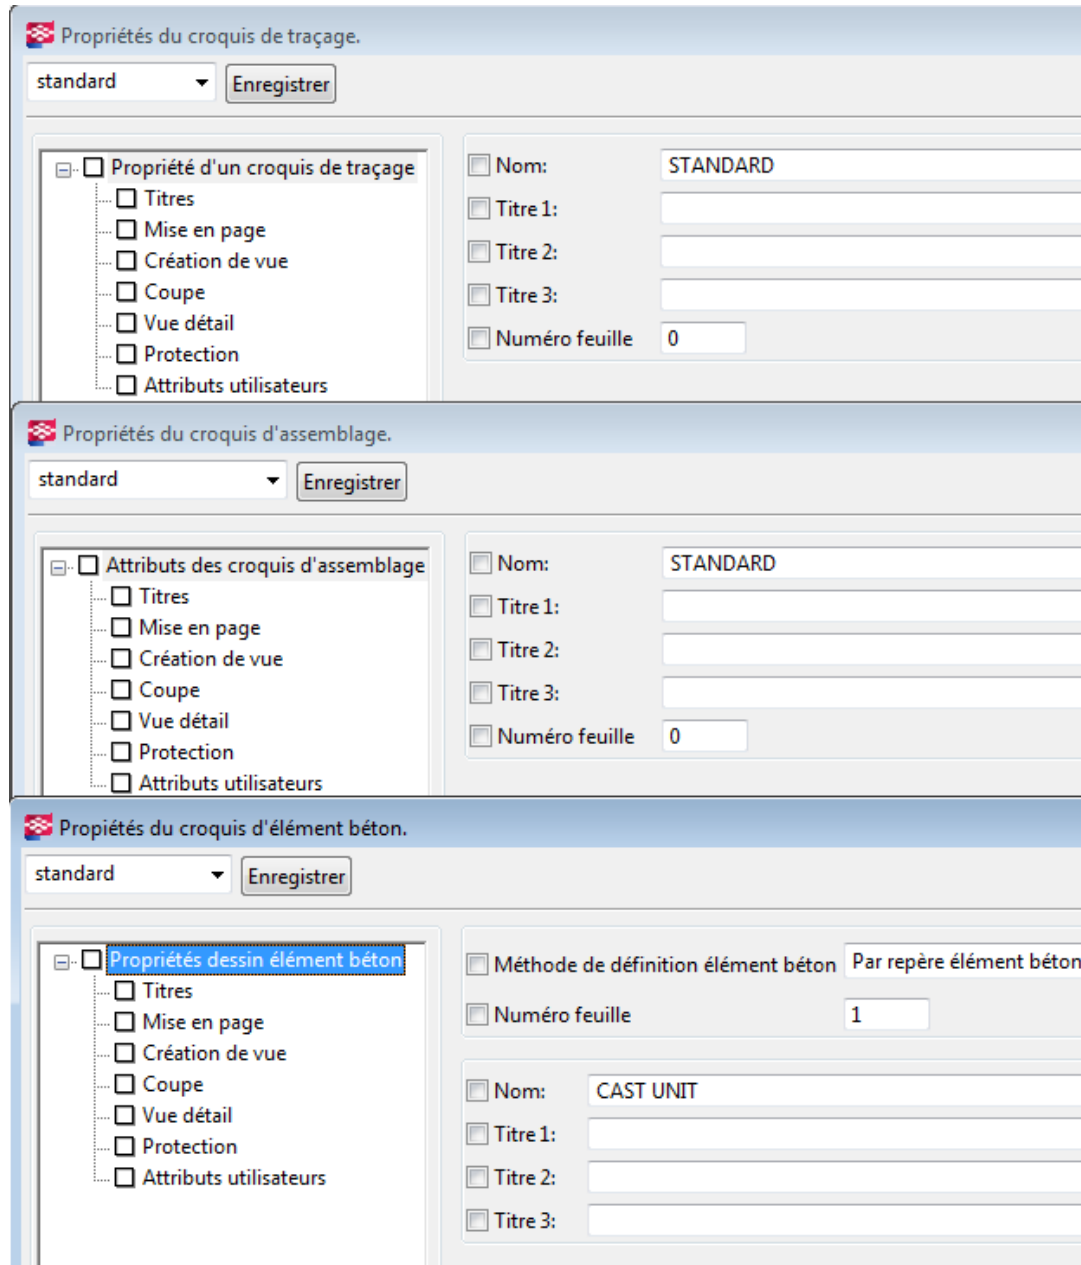 Propriétés du croquis de traçage.
standard Enregistrer
Propriété d'un croquis de traçage
Titres
Mise en page
Création de vue
Coupe
Vue détail
Protection
Attributs utilisateurs
Nom: STANDARD
Titre 1:
Titre 2:
Titre 3:
Numéro feuille 0
Propriétés du croquis d'assemblage.
standard Enregistrer
Attributs des croquis d'assemblage
Titres
Mise en page
Création de vue
Coupe
Vue détail
Protection
Attributs utilisateurs
Nom: STANDARD
Titre 1:
Titre 2:
Titre 3:
Numéro feuille 0
Propiétés du croquis d'élément béton.
standard Enregistrer
Propriétés dessin élément béton
Titres
Mise en page
Création de vue
Coupe
Vue détail
Protection
Attributs utilisateurs
Méthode de définition élément béton Par repère élément béton
Numéro feuille 1
Nom: CAST UNIT
Titre 1:
Titre 2:
Titre 3: